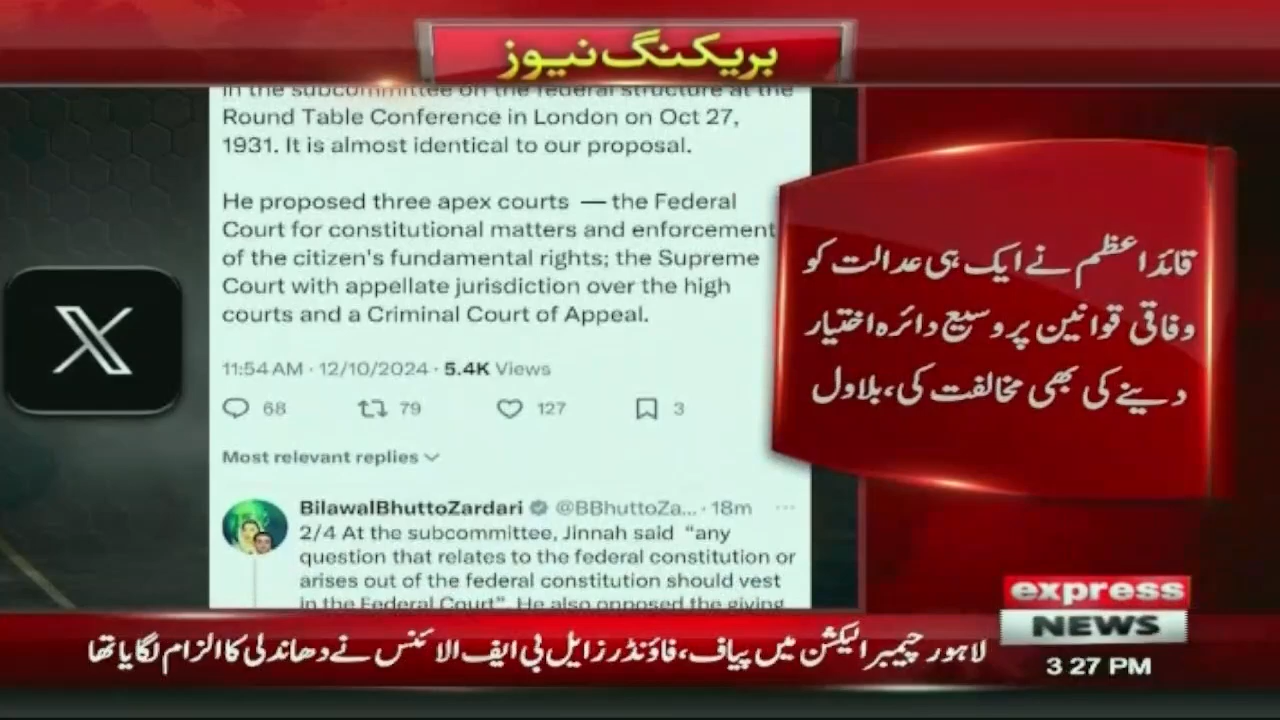 بریکنگ نیوز
in the subcommittee on the federal structure at the
Round Table Conference in London on Oct 27,
1931. It is almost identical to our proposal.
He proposed three apex courts — the Federal
Court for constitutional matters and enforcement
of the citizen's fundamental rights; the Supreme
Court with appellate jurisdiction over the high
courts and a Criminal Court of Appeal.
11:54 AM · 12/10/2024 · 5.4K Views
68 79 127 3
Most relevant replies
BilawalBhuttoZardari @BBhuttoZa... · 18m
2/4 At the subcommittee, Jinnah said “any
question that relates to the federal constitution or
arises out of the federal constitution should vest
in the Federal Court”. He also opposed the giving
قائداعظم نے ایک ہی عدالت کو
وفاقی قوانین پر وسیع دائرہ اختیار
دینے کی بھی مخالفت کی، بلاول
express
NEWS
3 27 PM
لاہور چیمبر الیکشن میں پیاف، فاؤنڈرز ایل بی ایف الائنس نے دھاندلی کا الزام لگایا تھا